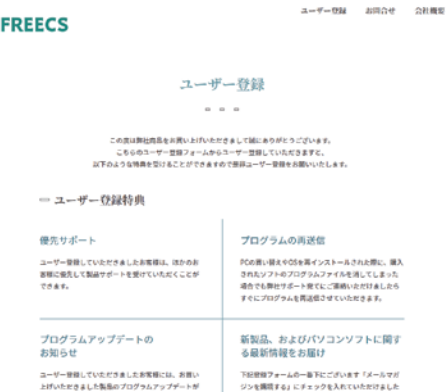 ユーザー登録 お問合せ 会社概要
FREECS
ユーザー登録
この度は弊社商品をお買い上げいただきまして誠にありがとうございます。
こちらのユーザー登録フォームからユーザー登録していただきますと、
以下のような特典を受けることができますので是非ユーザー登録をお願いいたします。
ユーザー登録特典
優先サポート
ユーザー登録していただきましたお客様は、ほかのお
客様に優先して製品サポートを受けていただくことが
できます。
プログラムの再送信
PCの買い替えやOSを再インストールされた際に、購入
されたソフトのプログラムファイルを消してしまった
場合でも弊社サポート宛てにご連絡いただけましたら
すぐにプログラムを再送信させていただきます。
プログラムアップデートの
お知らせ
ユーザー登録していただきましたお客様には、お買い
上げいただきました製品のプログラムアップデートが
新製品、およびパソコンソフトに関す
る最新情報をお届け
下記登録フォームの一番下にございます「メールマガ
ジンを購読する」にチェックを入れていただけました